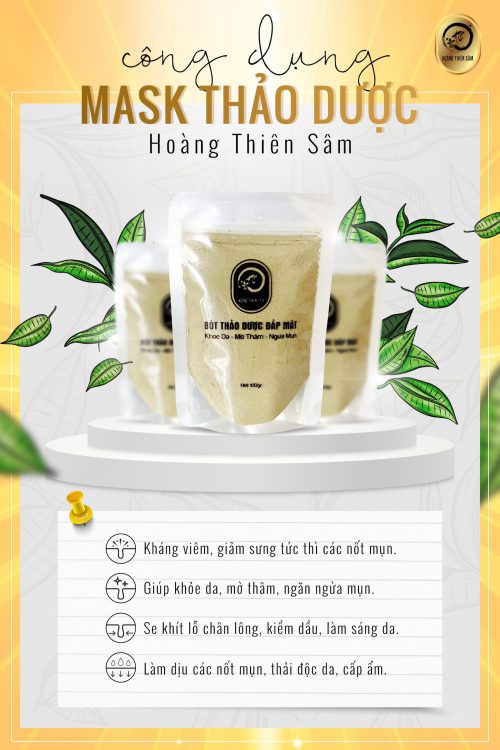 HOÀNG THIÊN SÂM
công dụng
MASK THẢO DƯỢC
Hoàng Thiên Sâm
BỘT THẢO DƯỢC ĐẮP MẶT
Khỏe Da - Mờ Thâm - Ngừa Mụn
Net 100gr
Kháng viêm, giảm sưng tức thì các nốt mụn.
Giúp khỏe da, mờ thâm, ngăn ngừa mụn.
Se khít lỗ chân lông, kiềm dầu, làm sáng da.
Làm dịu các nốt mụn, thải độc da, cấp ẩm.